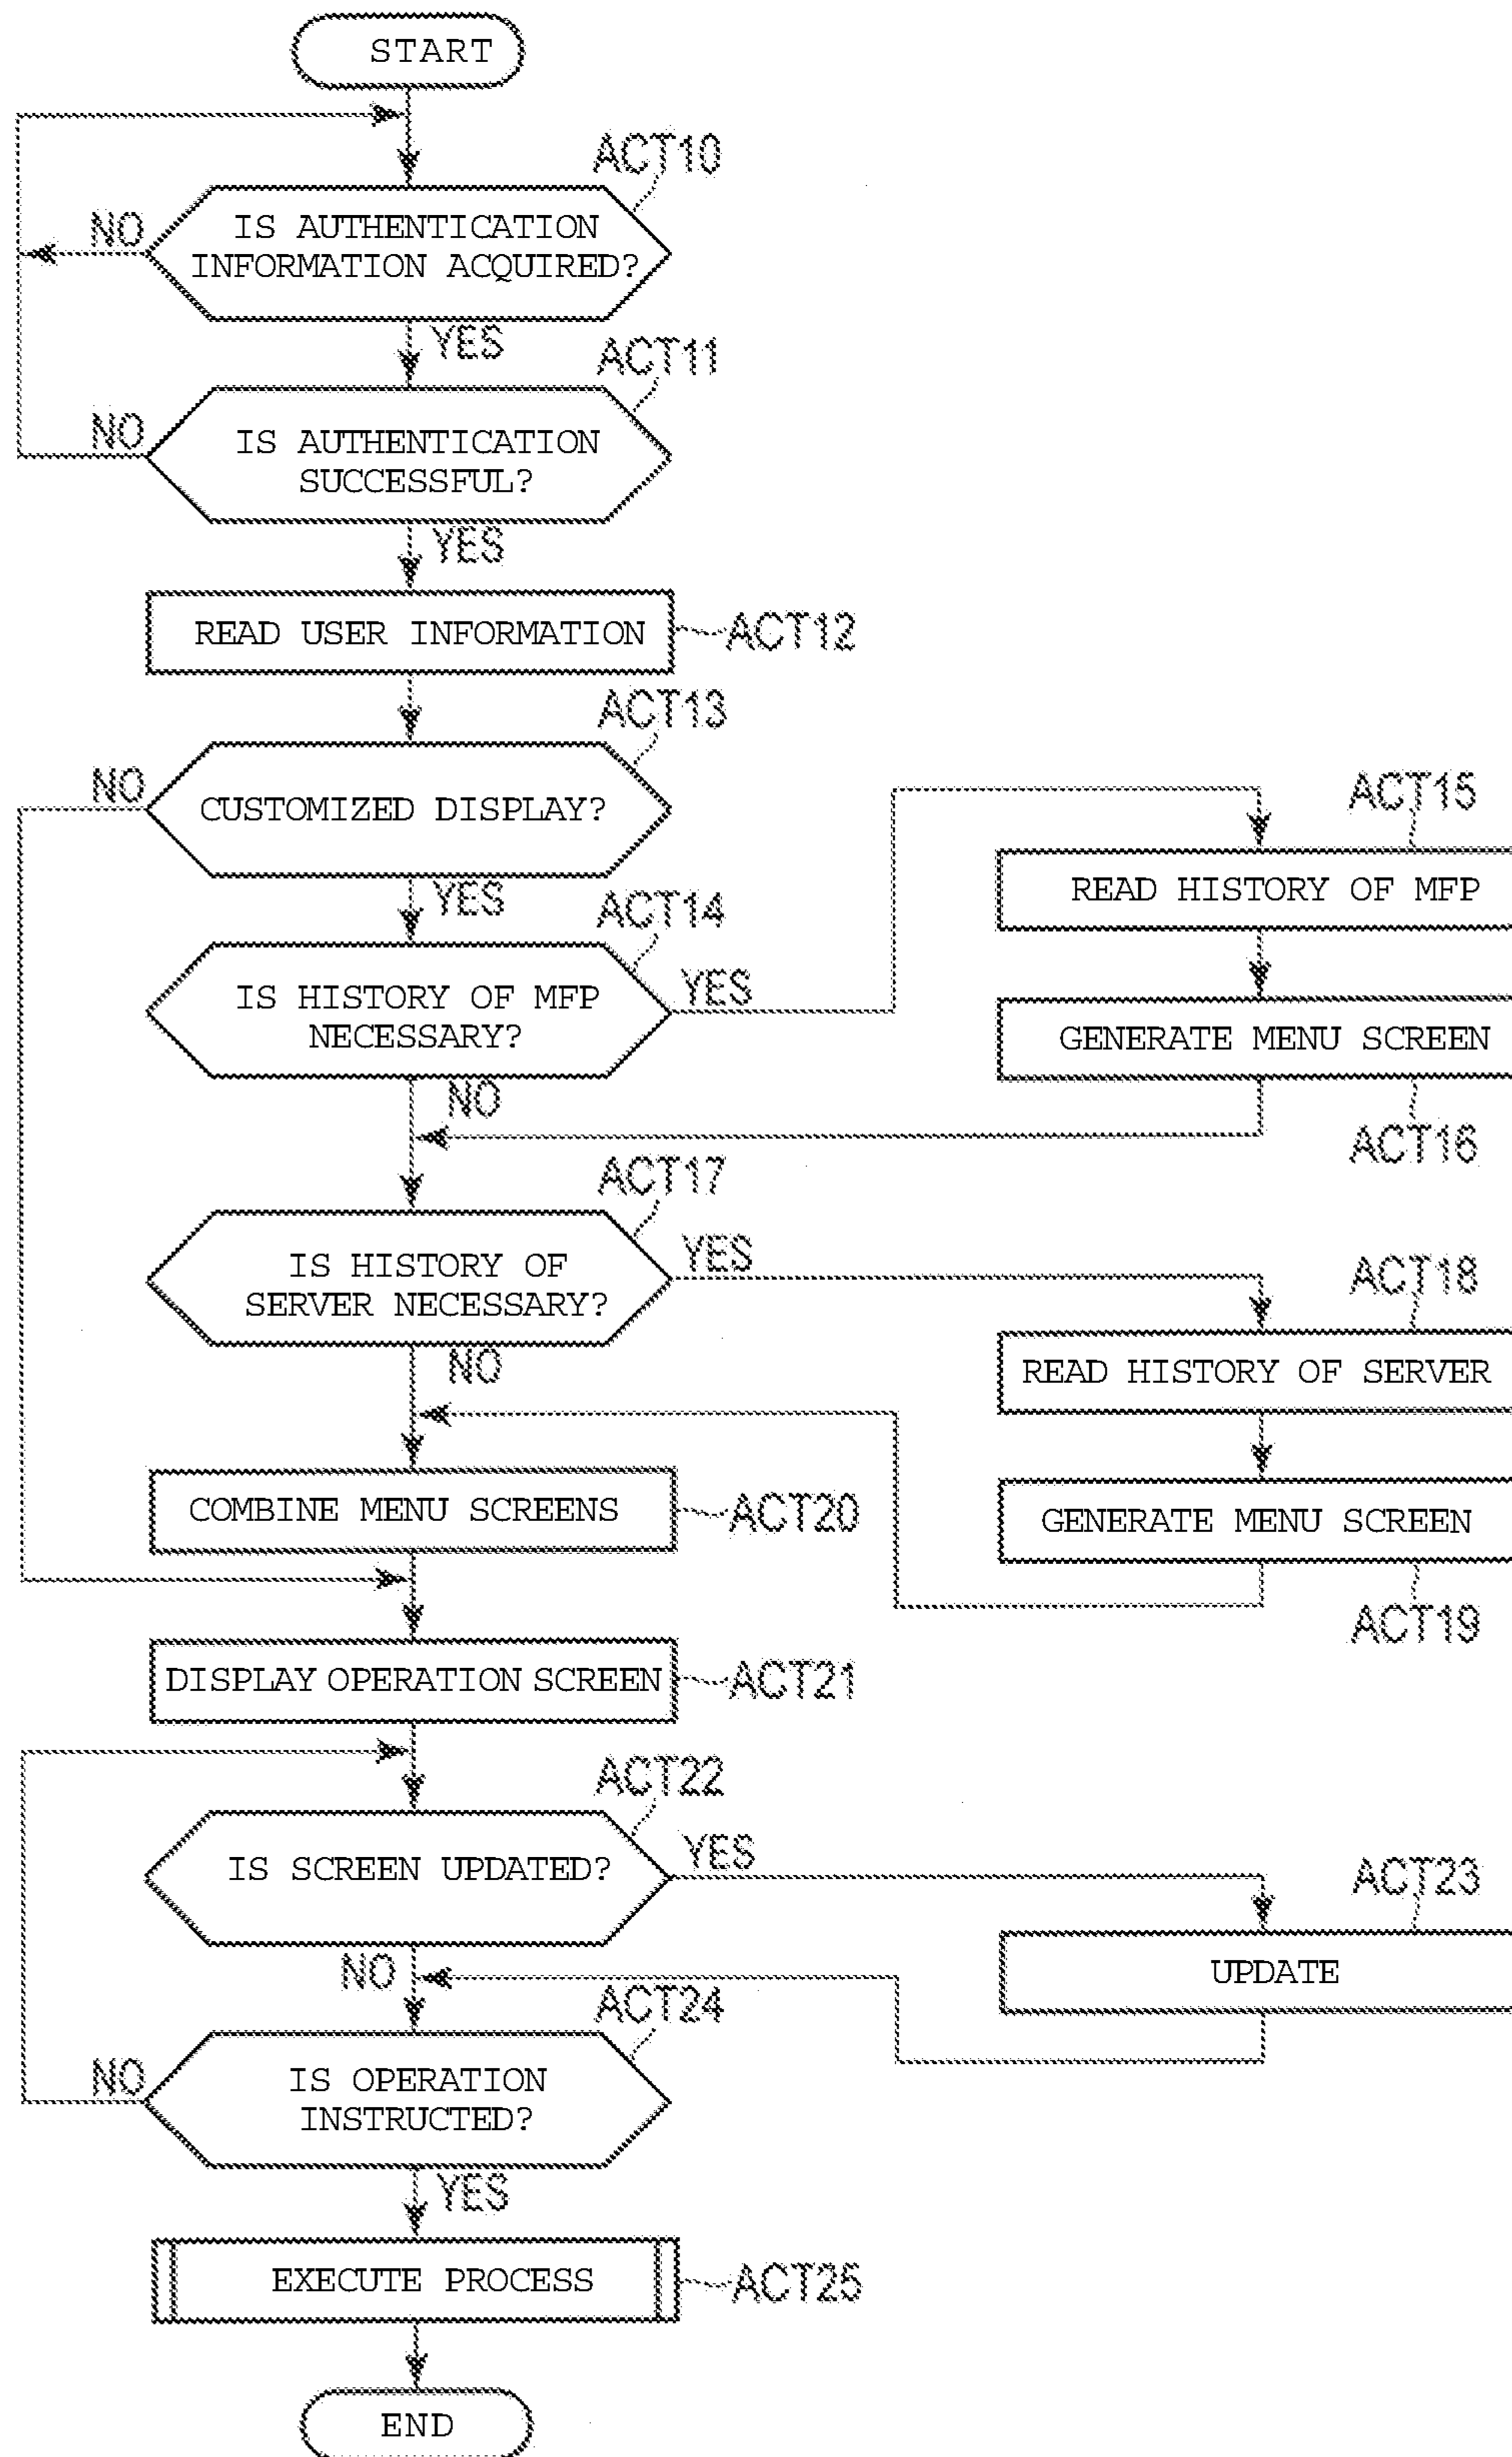 START
ACT10
NO
IS AUTHENTICATION
INFORMATION ACQUIRED?
YES
ACT11
NO
IS AUTHENTICATION
SUCCESSFUL?
YES
READ USER INFORMATION
ACT12
ACT13
NO
CUSTOMIZED DISPLAY?
YES
ACT14
IS HISTORY OF MFP
NECESSARY?
YES
NO
ACT15
READ HISTORY OF MFP
GENERATE MENU SCREEN
ACT16
ACT17
IS HISTORY OF
SERVER NECESSARY?
YES
NO
ACT18
READ HISTORY OF SERVER
GENERATE MENU SCREEN
ACT19
COMBINE MENU SCREENS
ACT20
DISPLAY OPERATION SCREEN
ACT21
ACT22
IS SCREEN UPDATED?
YES
NO
ACT23
UPDATE
ACT24
NO
IS OPERATION
INSTRUCTED?
YES
EXECUTE PROCESS
ACT25
END